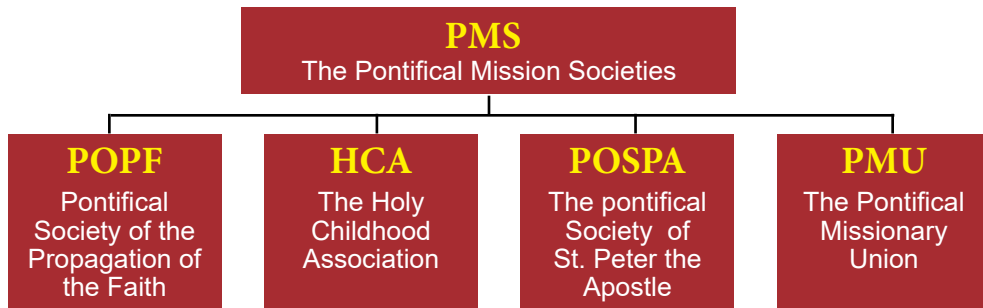 PMS
The Pontifical Mission Societies
POPF
Pontifical
Society of the
Propagation of
the Faith
HCA
The Holy
Childhood
Association
POSPA
The pontifical
Society of
St. Peter the
Apostle
PMU
The Pontifical
Missionary
Union